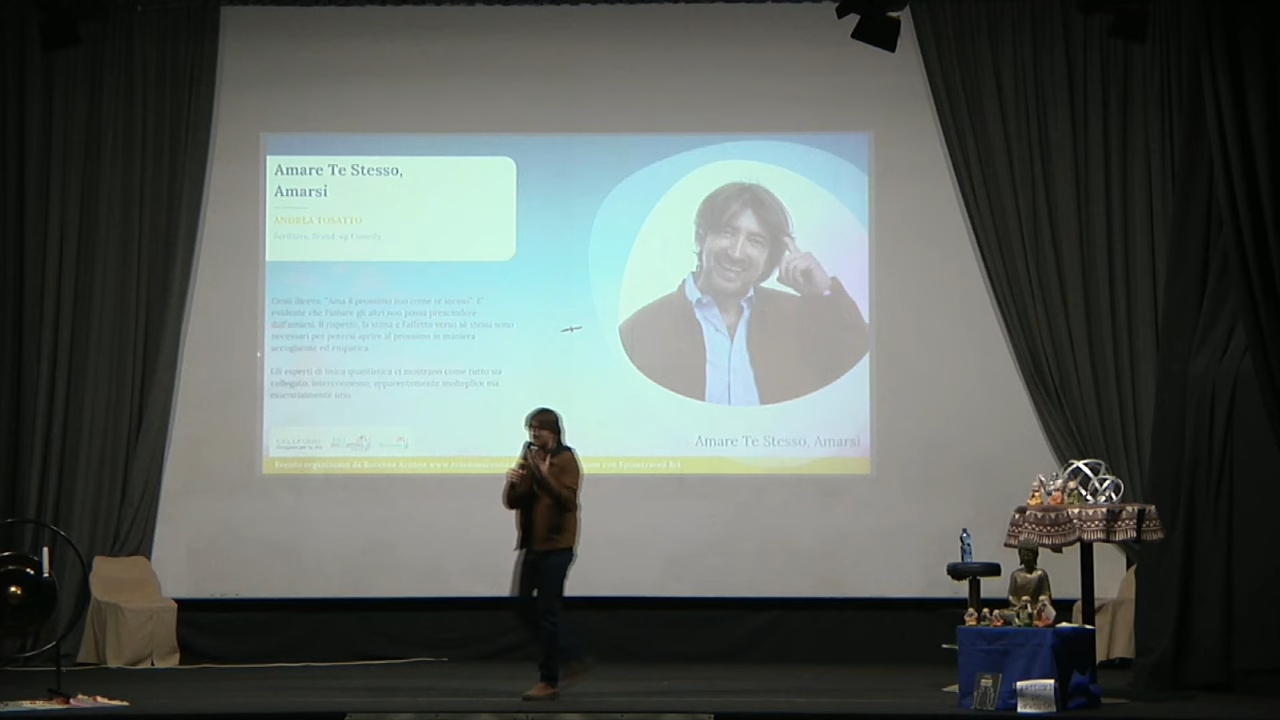 Amare Te Stesso,
Amarsi
ANDREA TOSATTO
Scrittore, Stand-up Comedy
Gesù diceva: "Ama il prossimo tuo come te stesso". E'
evidente che l'amare gli altri non possa prescindere
dall'amarsi. Il rispetto, la stima e l'affetto verso sé stessi sono
necessari per potersi aprire al prossimo in maniera
accogliente ed empatica.
Gli esperti di fisica quantistica ci mostrano come tutto sia
collegato, interconnesso, apparentemente molteplice ma
essenzialmente uno.
Amare Te Stesso, Amarsi
Evento organizzato da